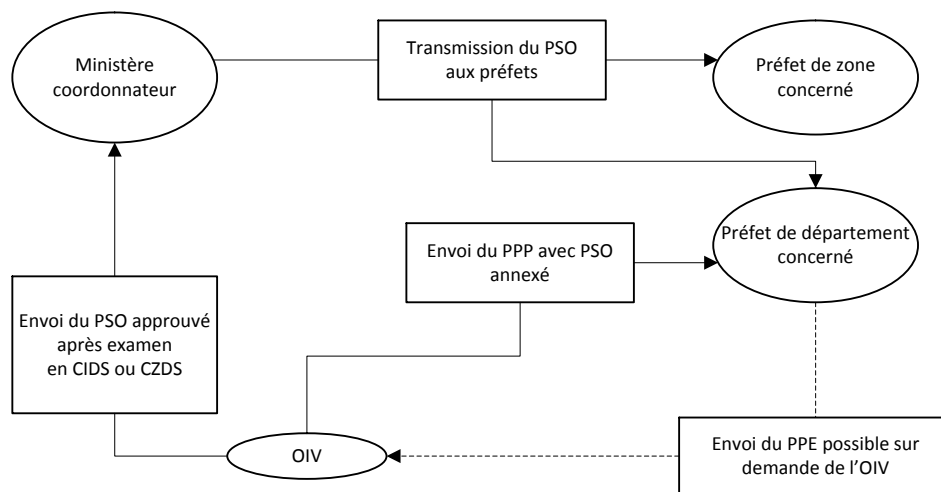 Ministère
coordonnateur
Transmission du PSO
aux préfets
Préfet de zone
concerné
Préfet de département
concerné
Envoi du PPP avec PSO
annexé
Envoi du PSO approuvé
après examen
en CIDS ou CZDS
OIV
Envoi du PPE possible sur
demande de l’OIV